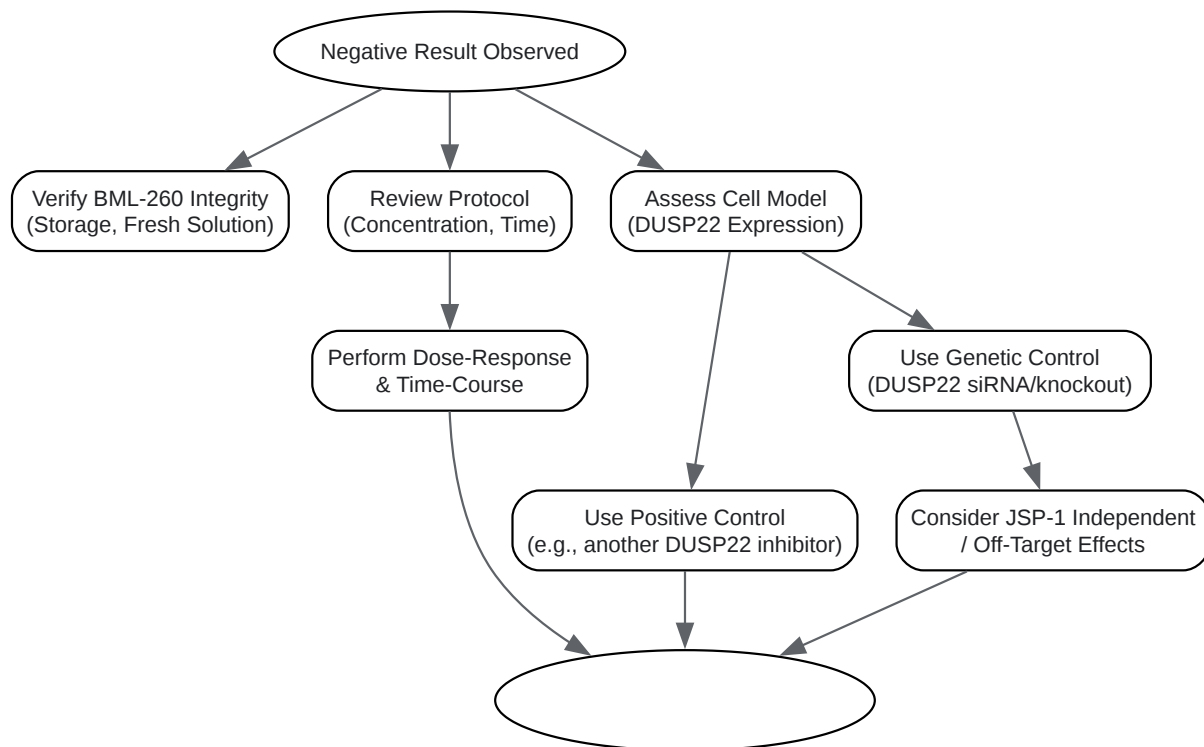 Negative Result Observed
Verify BML-260 Integrity
(Storage, Fresh Solution)
Review Protocol
(Concentration, Time)
Assess Cell Model
(DUSP22 Expression)
Perform Dose-Response
& Time-Course
Use Genetic Control
(DUSP22 siRNA/knockout)
Use Positive Control
(e.g., another DUSP22 inhibitor)
Consider JSP-1 Independent
/ Off-Target Effects